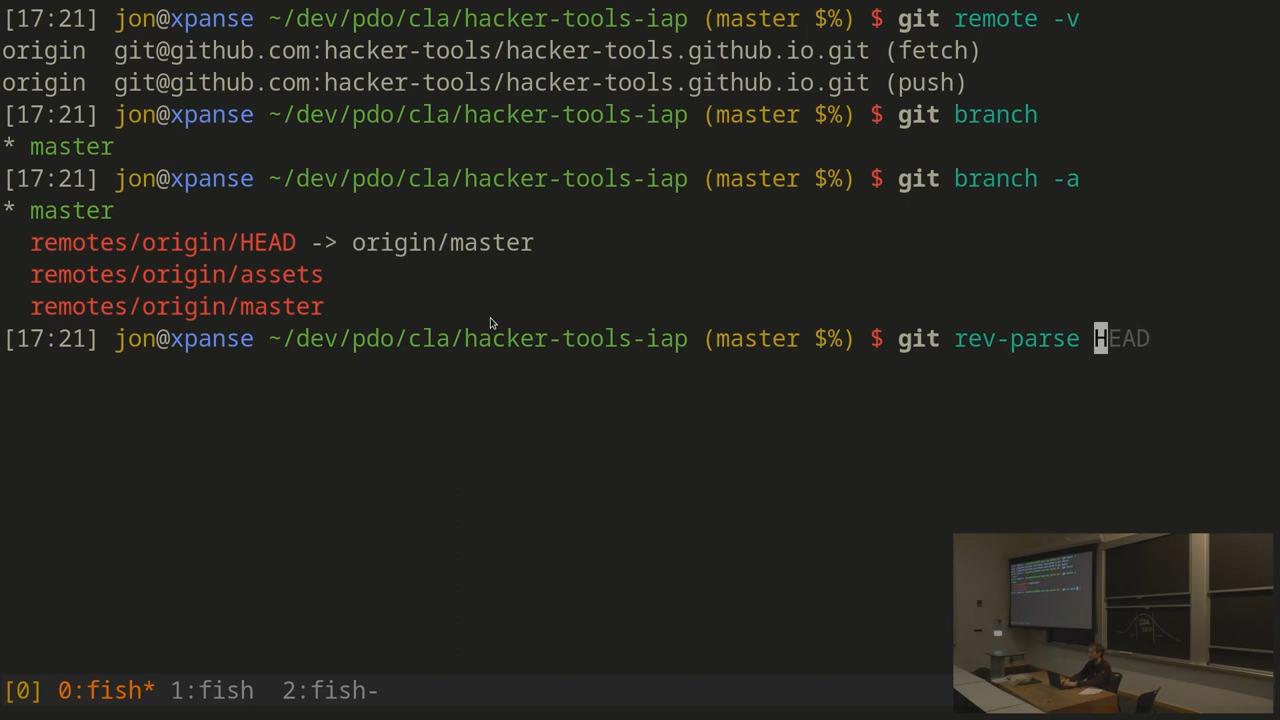 [17:21] jon@xpanse ~/dev/pdo/cla/hacker-tools-iap (master $%) $ git remote -v
origin  git@github.com:hacker-tools/hacker-tools.github.io.git (fetch)
origin  git@github.com:hacker-tools/hacker-tools.github.io.git (push)
[17:21] jon@xpanse ~/dev/pdo/cla/hacker-tools-iap (master $%) $ git branch
* master
[17:21] jon@xpanse ~/dev/pdo/cla/hacker-tools-iap (master $%) $ git branch -a
* master
  remotes/origin/HEAD -> origin/master
  remotes/origin/assets
  remotes/origin/master
[17:21] jon@xpanse ~/dev/pdo/cla/hacker-tools-iap (master $%) $ git rev-parse HEAD
[0] 0:fish* 1:fish  2:fish-